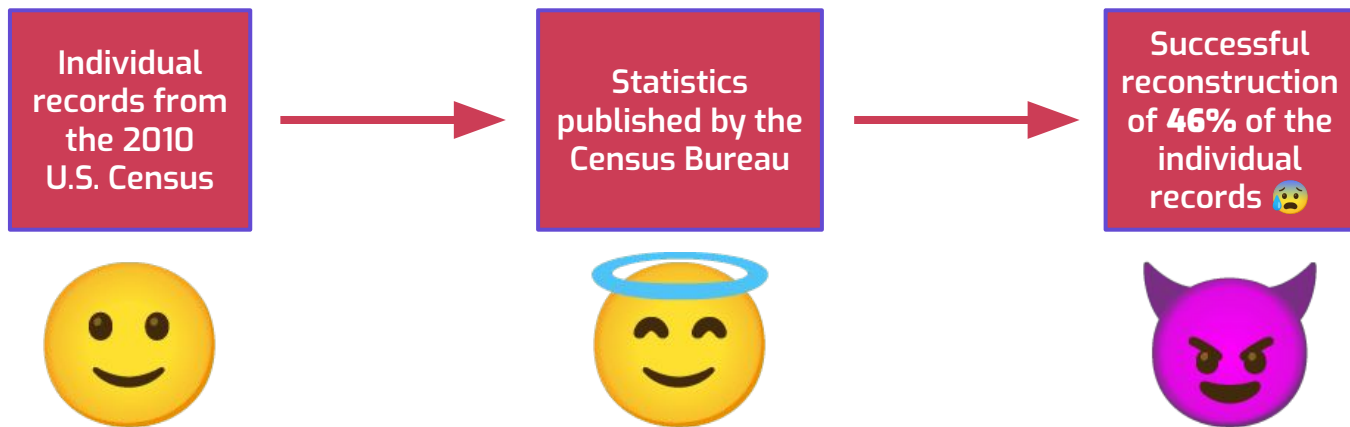 Individual
records from
the 2010
U.S. Census
Statistics
published by the
Census Bureau
Successful
reconstruction
of 46% of the
individual
records 😰